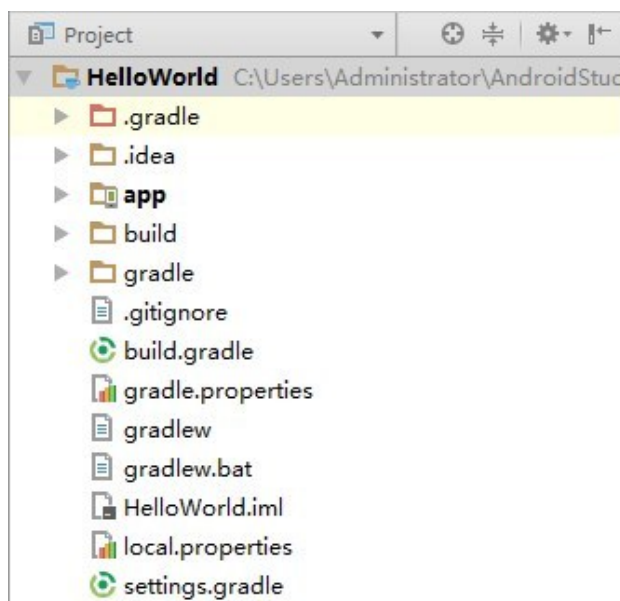 Project
HelloWorld C:\Users\Administrator\AndroidStud
.gradle
.idea
app
build
gradle
.gitignore
build.gradle
gradle.properties
gradlew
gradlew.bat
HelloWorld.iml
local.properties
settings.gradle